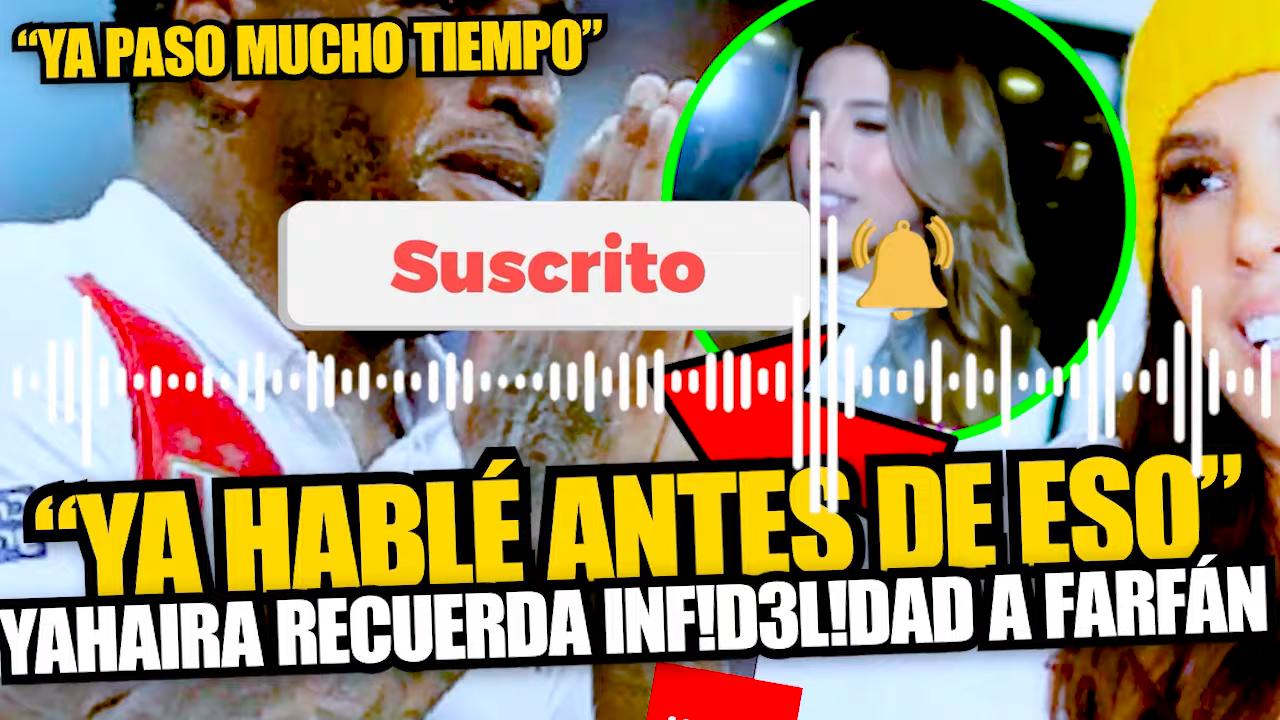 “YA PASO MUCHO TIEMPO”
Suscrito
“YA HABLÉ ANTES DE ESO”
YAHAIRA RECUERDA INF!D3L!DAD A FARFÁN